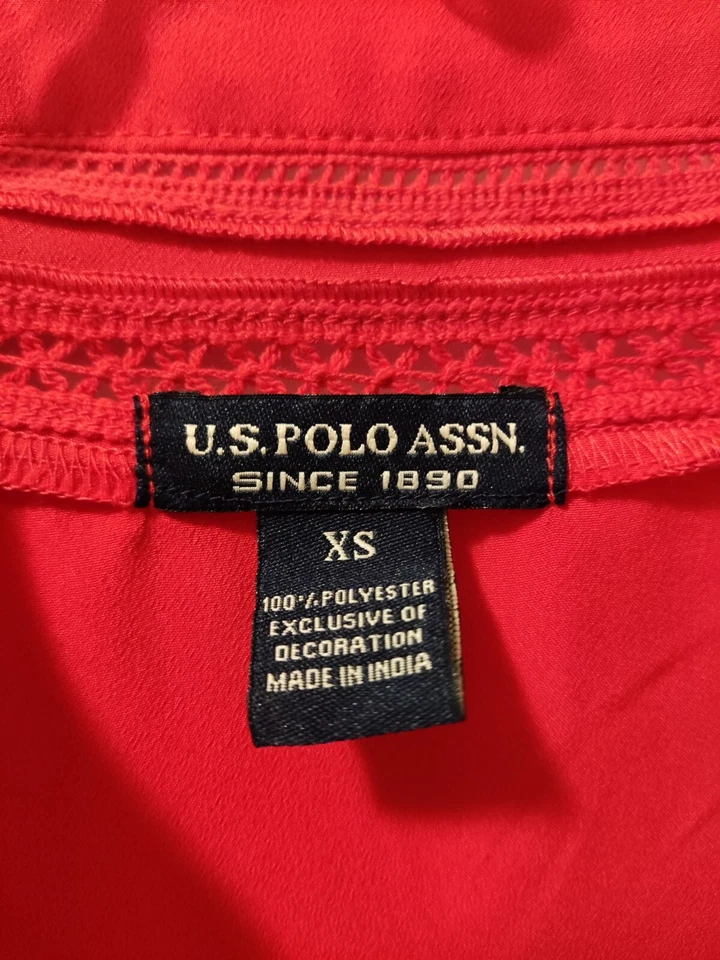 U.S. POLO ASSN.
SINCE 1890
XS
100% POLYESTER
EXCLUSIVE OF
DECORATION
MADE IN INDIA